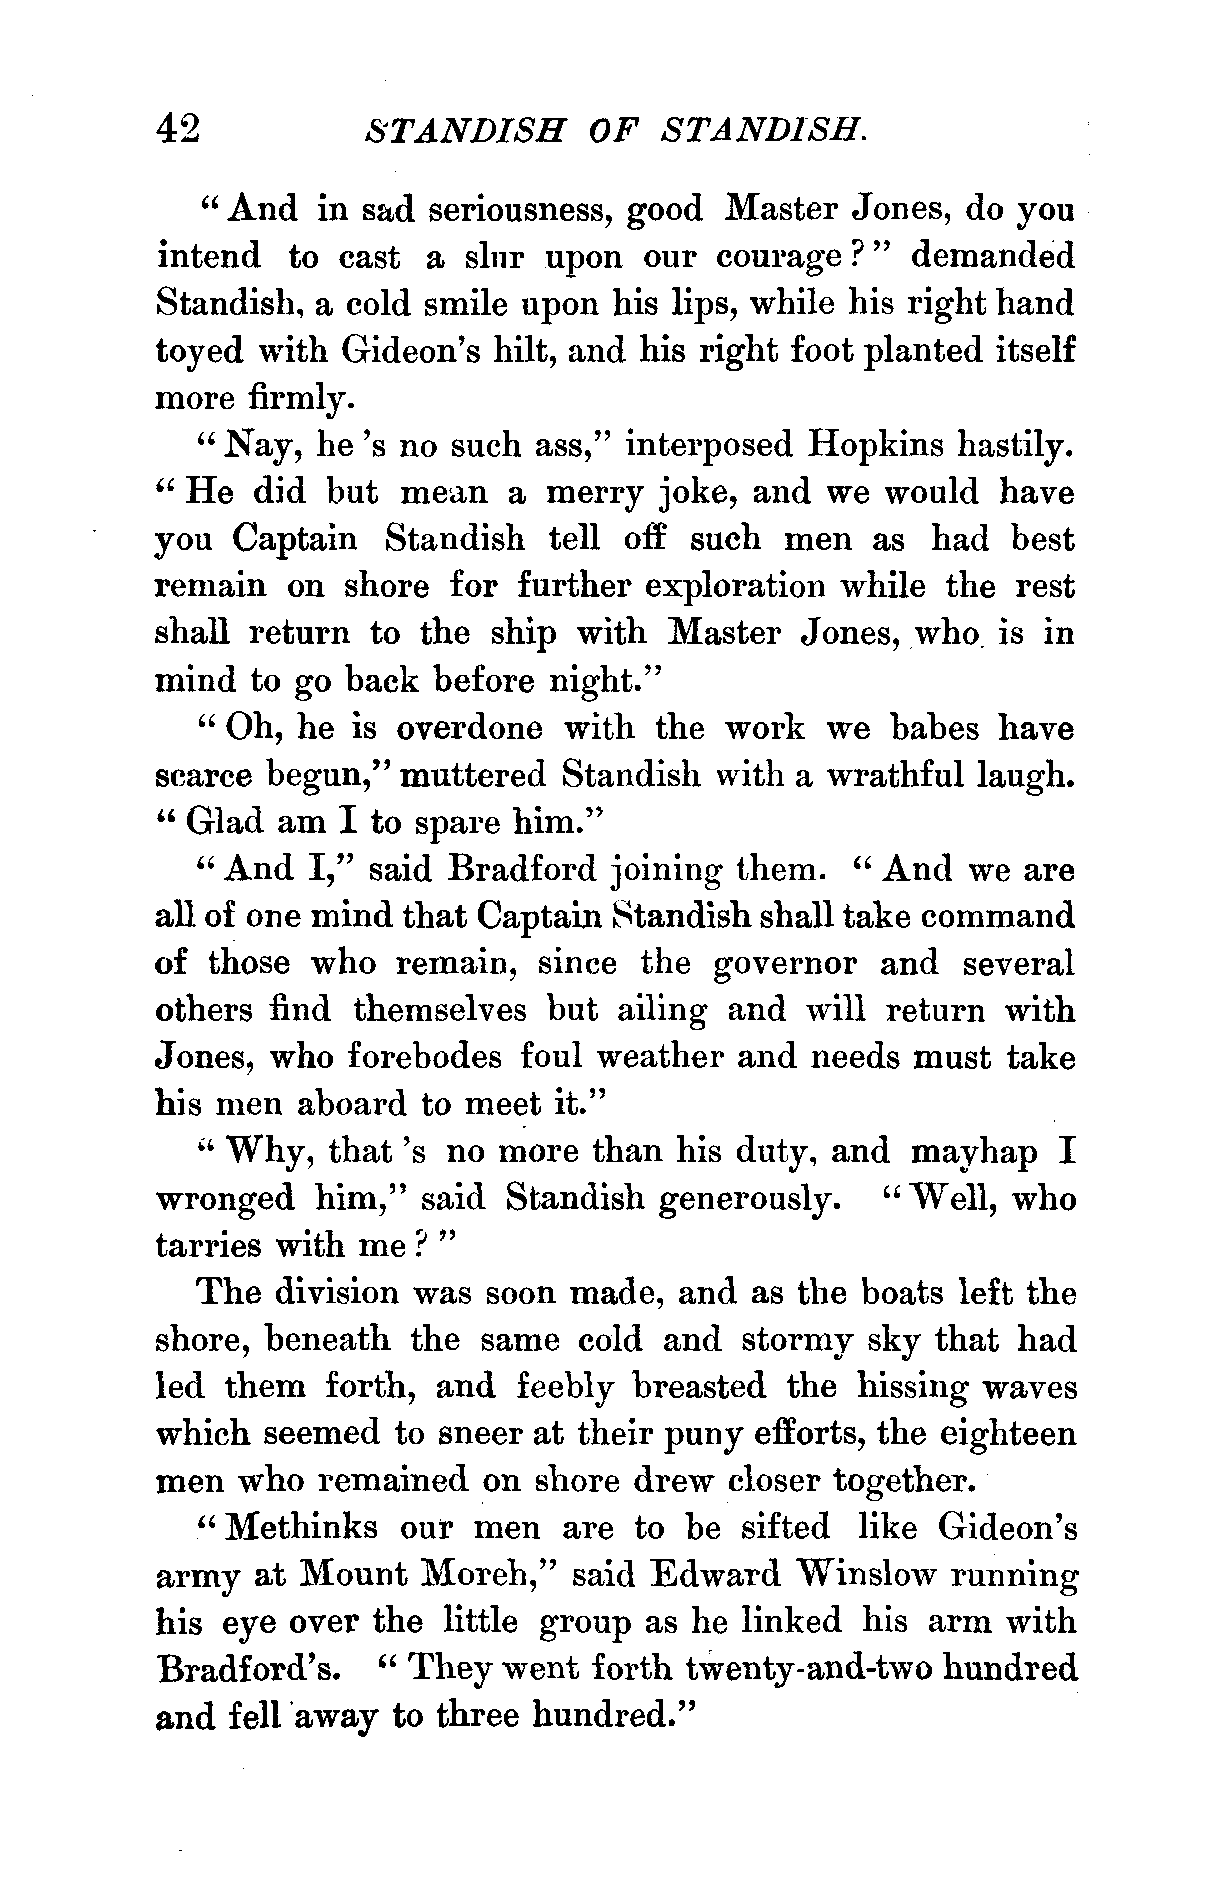 42 STANDISH OF STANDISH.
“And in sad seriousness, good Master Jones, do you
intend to cast a slur upon our courage?” demanded
Standish, a cold smile upon his lips, while his right hand
toyed with Gideon's hilt, and his right foot planted itself
more firmly.
“Nay, he 's no such ass,” interposed Hopkins hastily.
“He did but mean a merry joke, and we would have
you Captain Standish tell off such men as had best
remain on shore for further exploration while the rest
shall return to the ship with Master Jones, who is in
mind to go back before night.”
“Oh, he is overdone with the work we babes have
scarce begun,” muttered Standish with a wrathful laugh.
“Glad am I to spare him.”
“And I,” said Bradford joining them. “And we are
all of one mind that Captain Standish shall take command
of those who remain, since the governor and several
others find themselves but ailing and will return with
Jones, who forebodes foul weather and needs must take
his men aboard to meet it.”
“Why, that 's no more than his duty, and mayhap I
wronged him,” said Standish generously. “Well, who
tarries with me?”
The division was soon made, and as the boats left the
shore, beneath the same cold and stormy sky that had
led them forth, and feebly breasted the hissing waves
which seemed to sneer at their puny efforts, the eighteen
men who remained on shore drew closer together.
“Methinks our men are to be sifted like Gideon's
army at Mount Moreh,” said Edward Winslow running
his eye over the little group as he linked his arm with
Bradford's. “They went forth twenty-and-two hundred
and fell away to three hundred.”